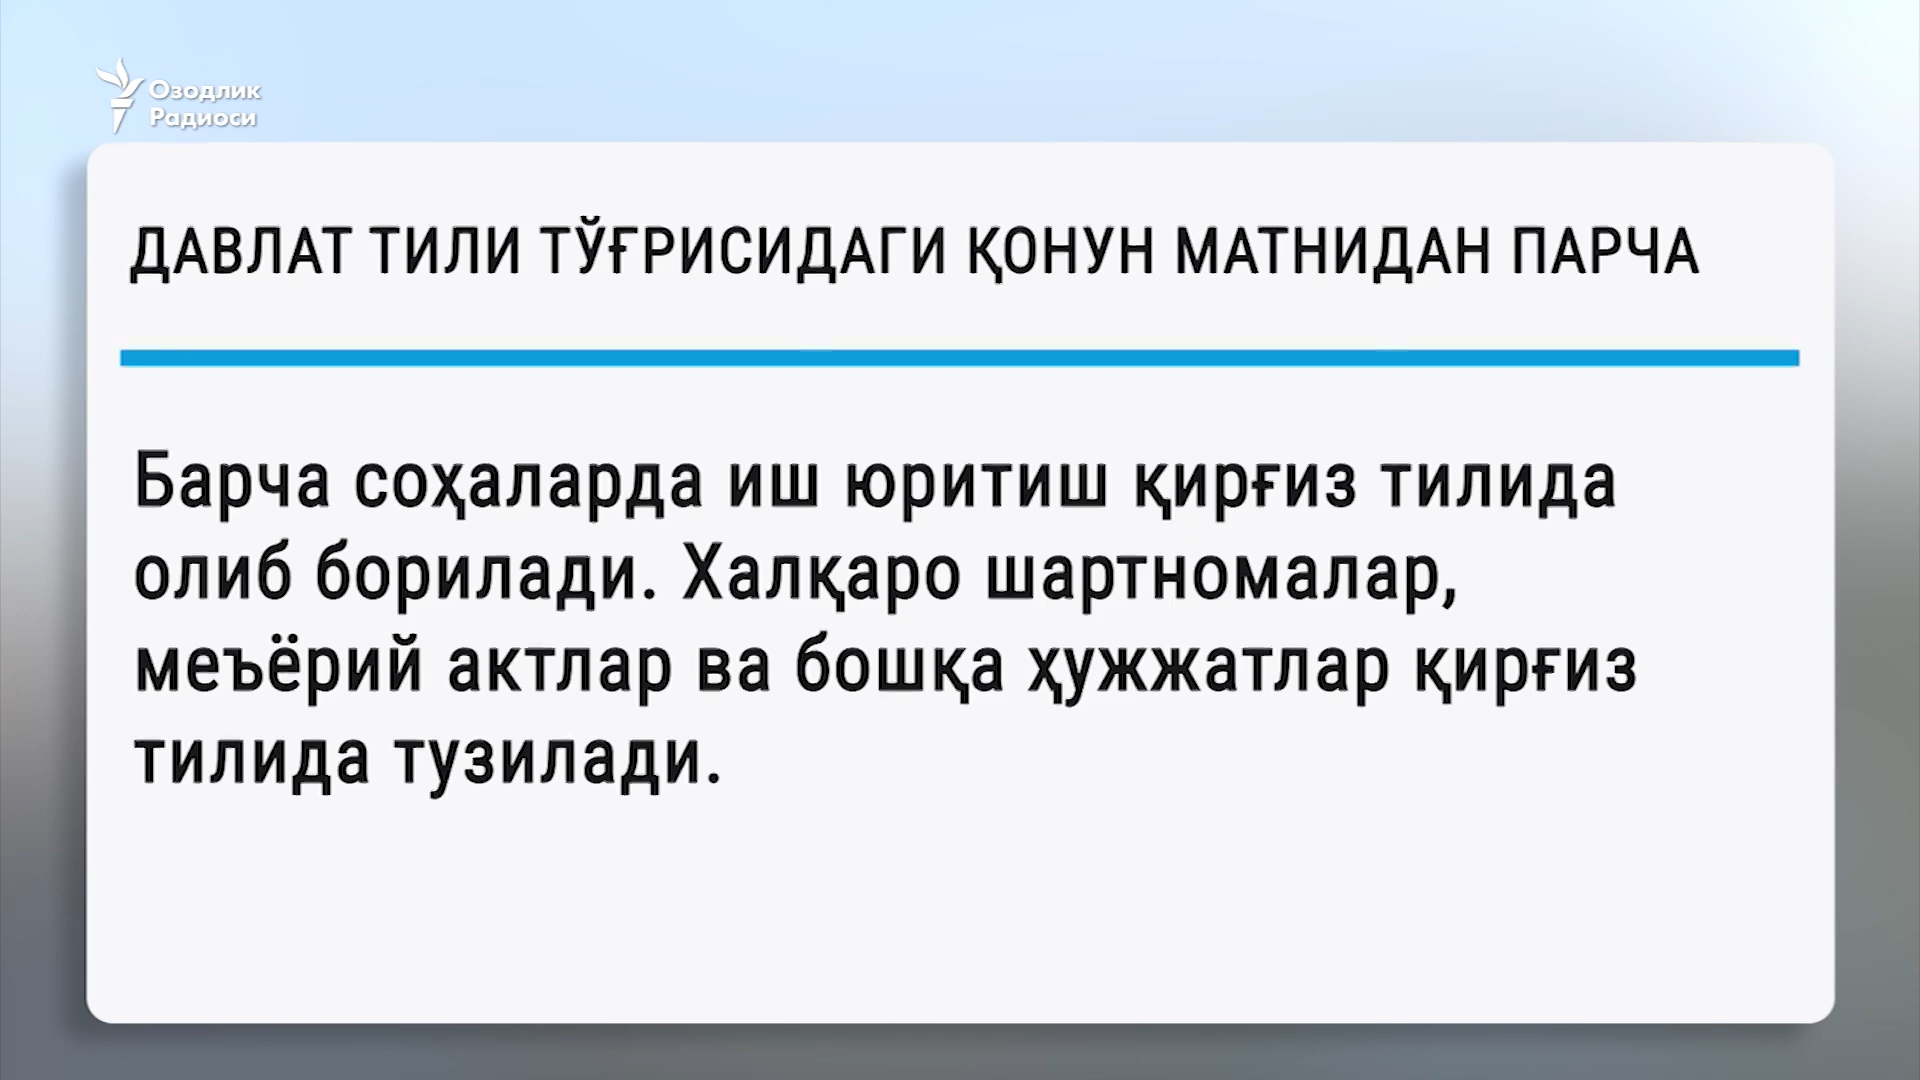 Озодлик
Радиоси
ДАВЛАТ ТИЛИ ТЎҒРИСИДАГИ ҚОНУН МАТНИДАН ПАРЧА
Барча соҳаларда иш юритиш қирғиз тилида
олиб борилади. Халқаро шартномалар,
меъёрий актлар ва бошқа ҳужжатлар қирғиз
тилида тузилади.